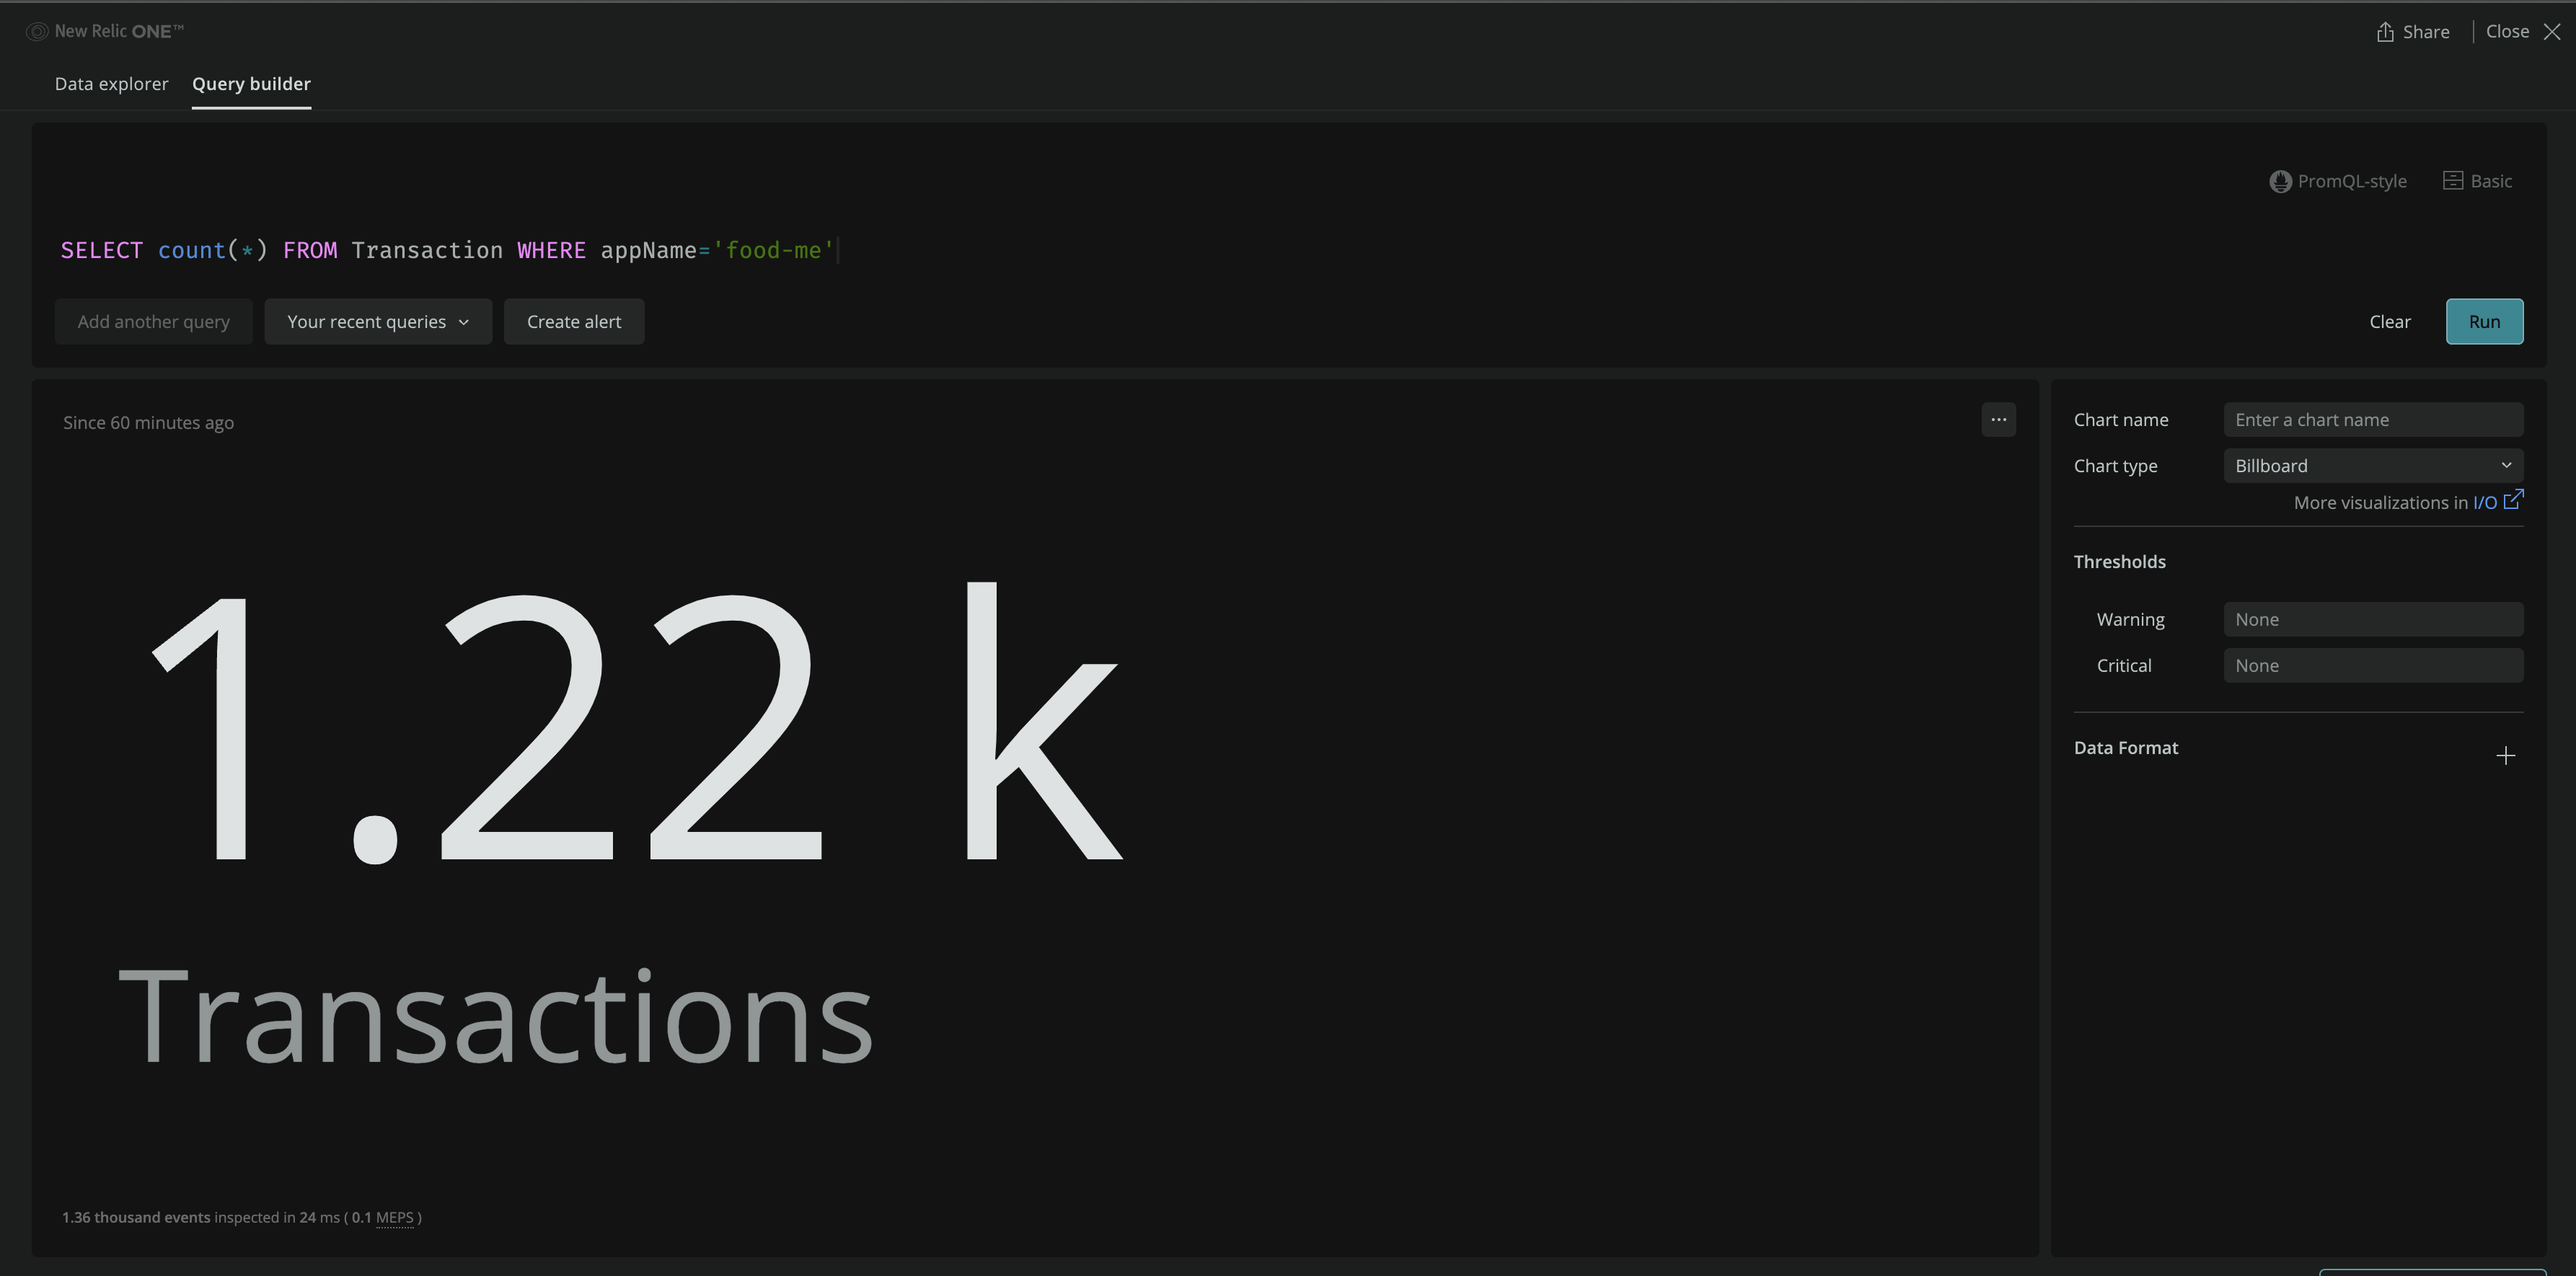 New Relic ONE™
Share
Close
Data explorer
Query builder
PromQL-style
Basic
SELECT count(*) FROM Transaction WHERE appName='food-me'
Add another query
Your recent queries
Create alert
Clear
Run
Since 60 minutes ago
...
1.22 k
Transactions
1.36 thousand events inspected in 24 ms ( 0.1 MEPS )
Chart name
Enter a chart name
Chart type
Billboard
More visualizations in I/O
Thresholds
Warning
None
Critical
None
Data Format